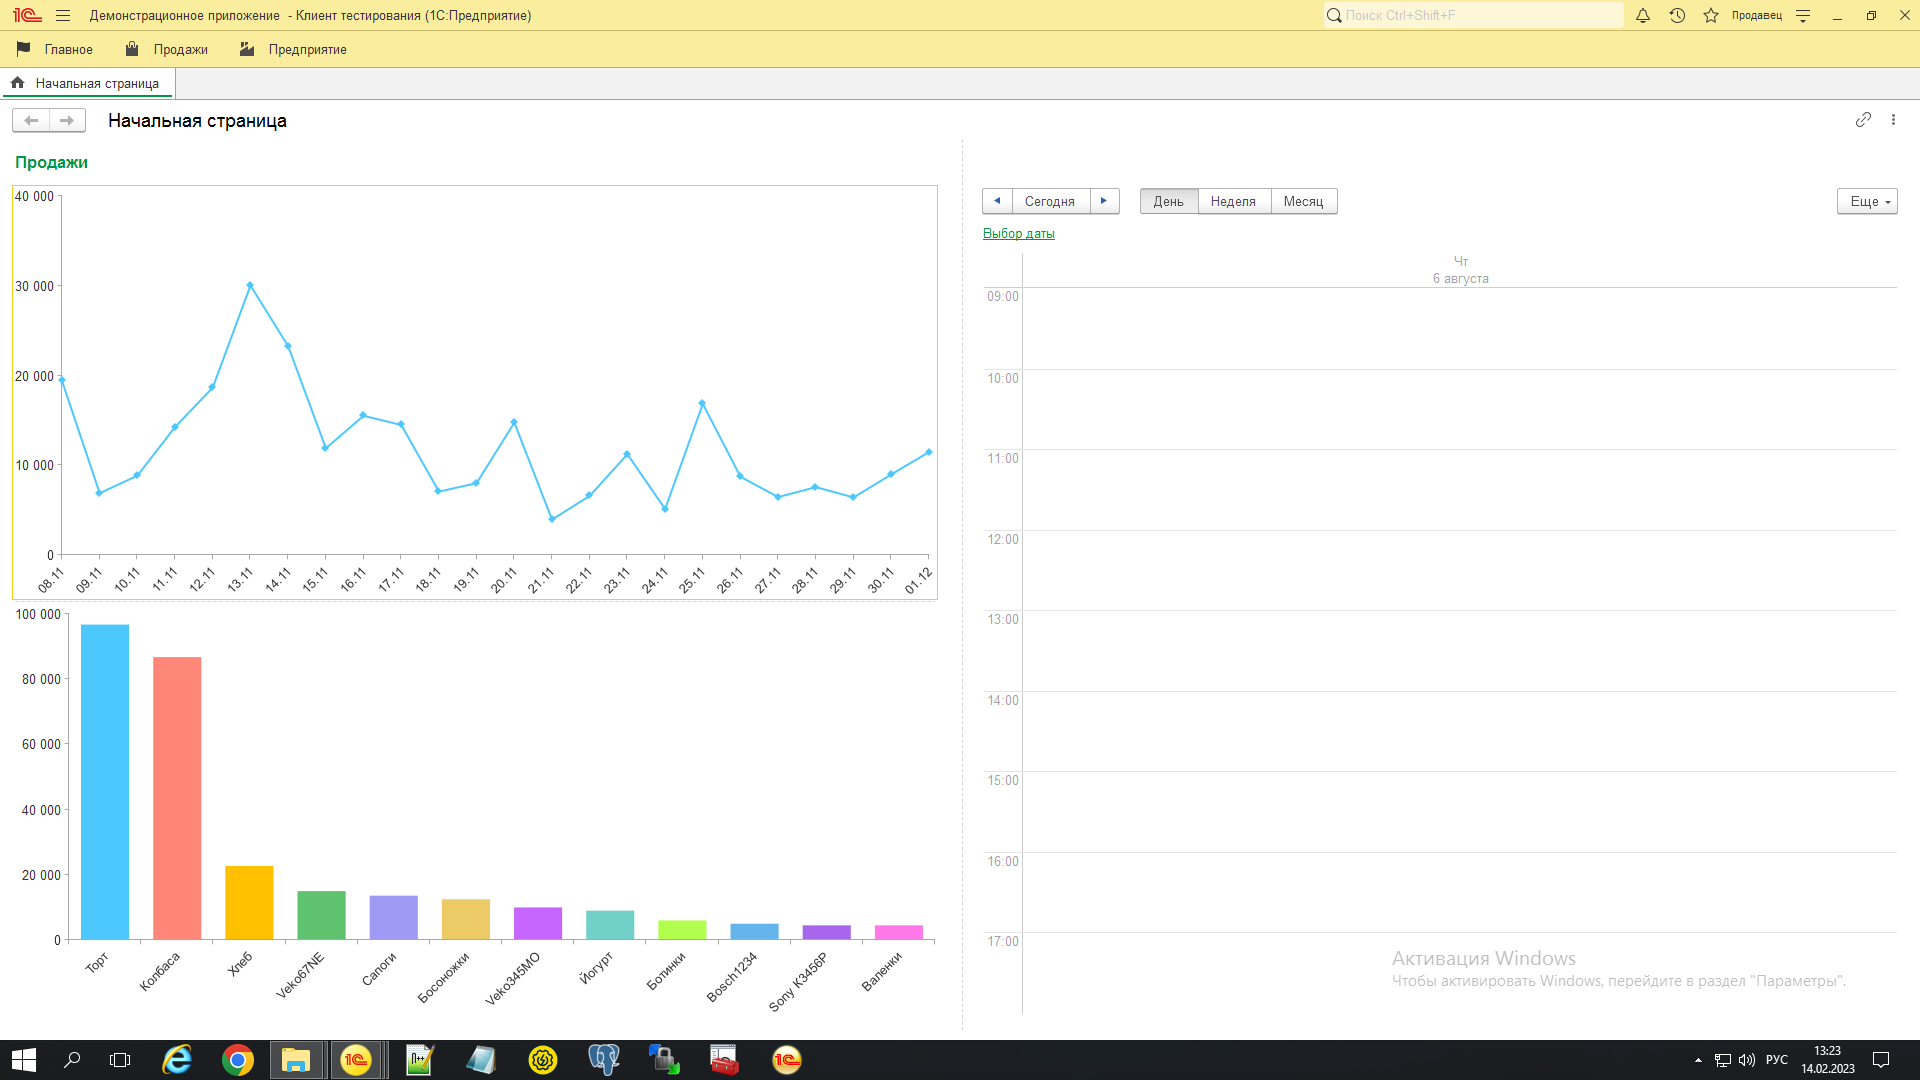 Демонстрационное приложение - Клиент тестирования (1С:Предприятие)
Поиск Ctrl+Shift+F
Продавец
Главное
Продажи
Предприятие
Начальная страница
Начальная страница
Продажи
40 000
30 000
20 000
10 000
0
08.11
09.11
10.11
11.11
12.11
13.11
14.11
15.11
16.11
17.11
18.11
19.11
20.11
21.11
22.11
23.11
24.11
25.11
26.11
27.11
28.11
29.11
30.11
01.12
100 000
80 000
60 000
40 000
20 000
0
Торт
Колбаса
Хлеб
Veko67NE
Сапоги
Босоножки
Veko345MO
Йогурт
Ботинки
Bosch1234
Sony K3456P
Валенки
Сегодня
День
Неделя
Месяц
Еще
Выбор даты
Чт
6 августа
09:00
10:00
11:00
12:00
13:00
14:00
15:00
16:00
17:00
Активация Windows
Чтобы активировать Windows, перейдите в раздел "Параметры".
РУС
13:23
14.02.2023